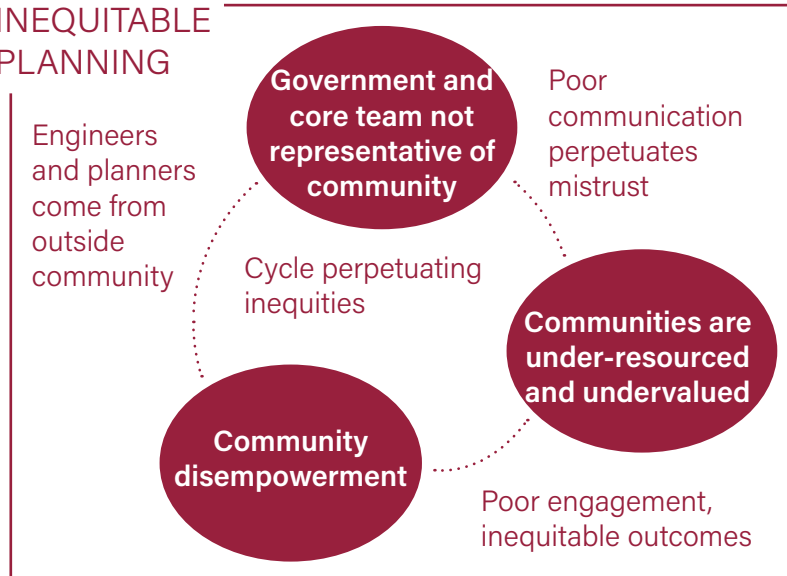 INEQUITABLE
PLANNING
Government and
core team not
representative of
community
Poor
communication
perpetuates
mistrust
Engineers
and planners
come from
outside
community
Cycle perpetuating
inequities
Communities are
under-resourced
and undervalued
Community
disempowerment
Poor engagement,
inequitable outcomes